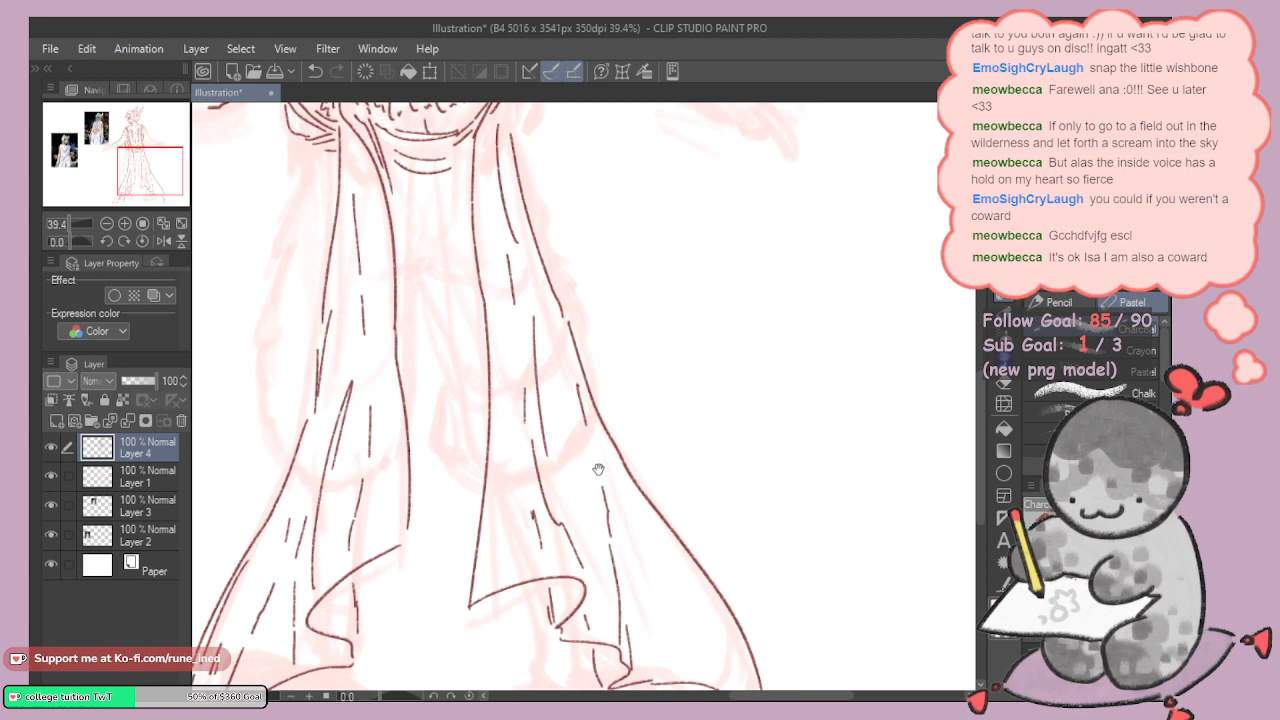 Illustration* (B4 5016 x 3541px 350dpi 39.4%) - CLIP STUDIO PAINT PRO
File Edit Animation Layer Select View Filter Window Help
Navig
Illustration*
39.4
0.0
Layer Property
Effect
Expression color
Color
Layer
Norma 100
100 % Normal
Layer 4
100 % Normal
Layer 1
100 % Normal
Layer 3
100 % Normal
Layer 2
Paper
0.0
Support me at Ko-fi.com/rune_ined
college tuition TwT 50% of $360 Goal
talk to you both again :)) if u want i'd be glad to
talk to u guys on disc!! ingatt <33
EmoSighCryLaugh snap the little wishbone
meowbecca Farewell ana :0!!! See u later
<33
meowbecca If only to go to a field out in the
wilderness and let forth a scream into the sky
meowbecca But alas the inside voice has a
hold on my heart so fierce
EmoSighCryLaugh you could if you weren't a
coward
meowbecca Gcchdfvjfg escl
meowbecca It's ok Isa I am also a coward
Pencil Pastel
Follow Goal: 85 / 90
Charcoal
Sub Goal: 1 / 3
Crayon
(new png model)
Pastel
Chalk
Charc